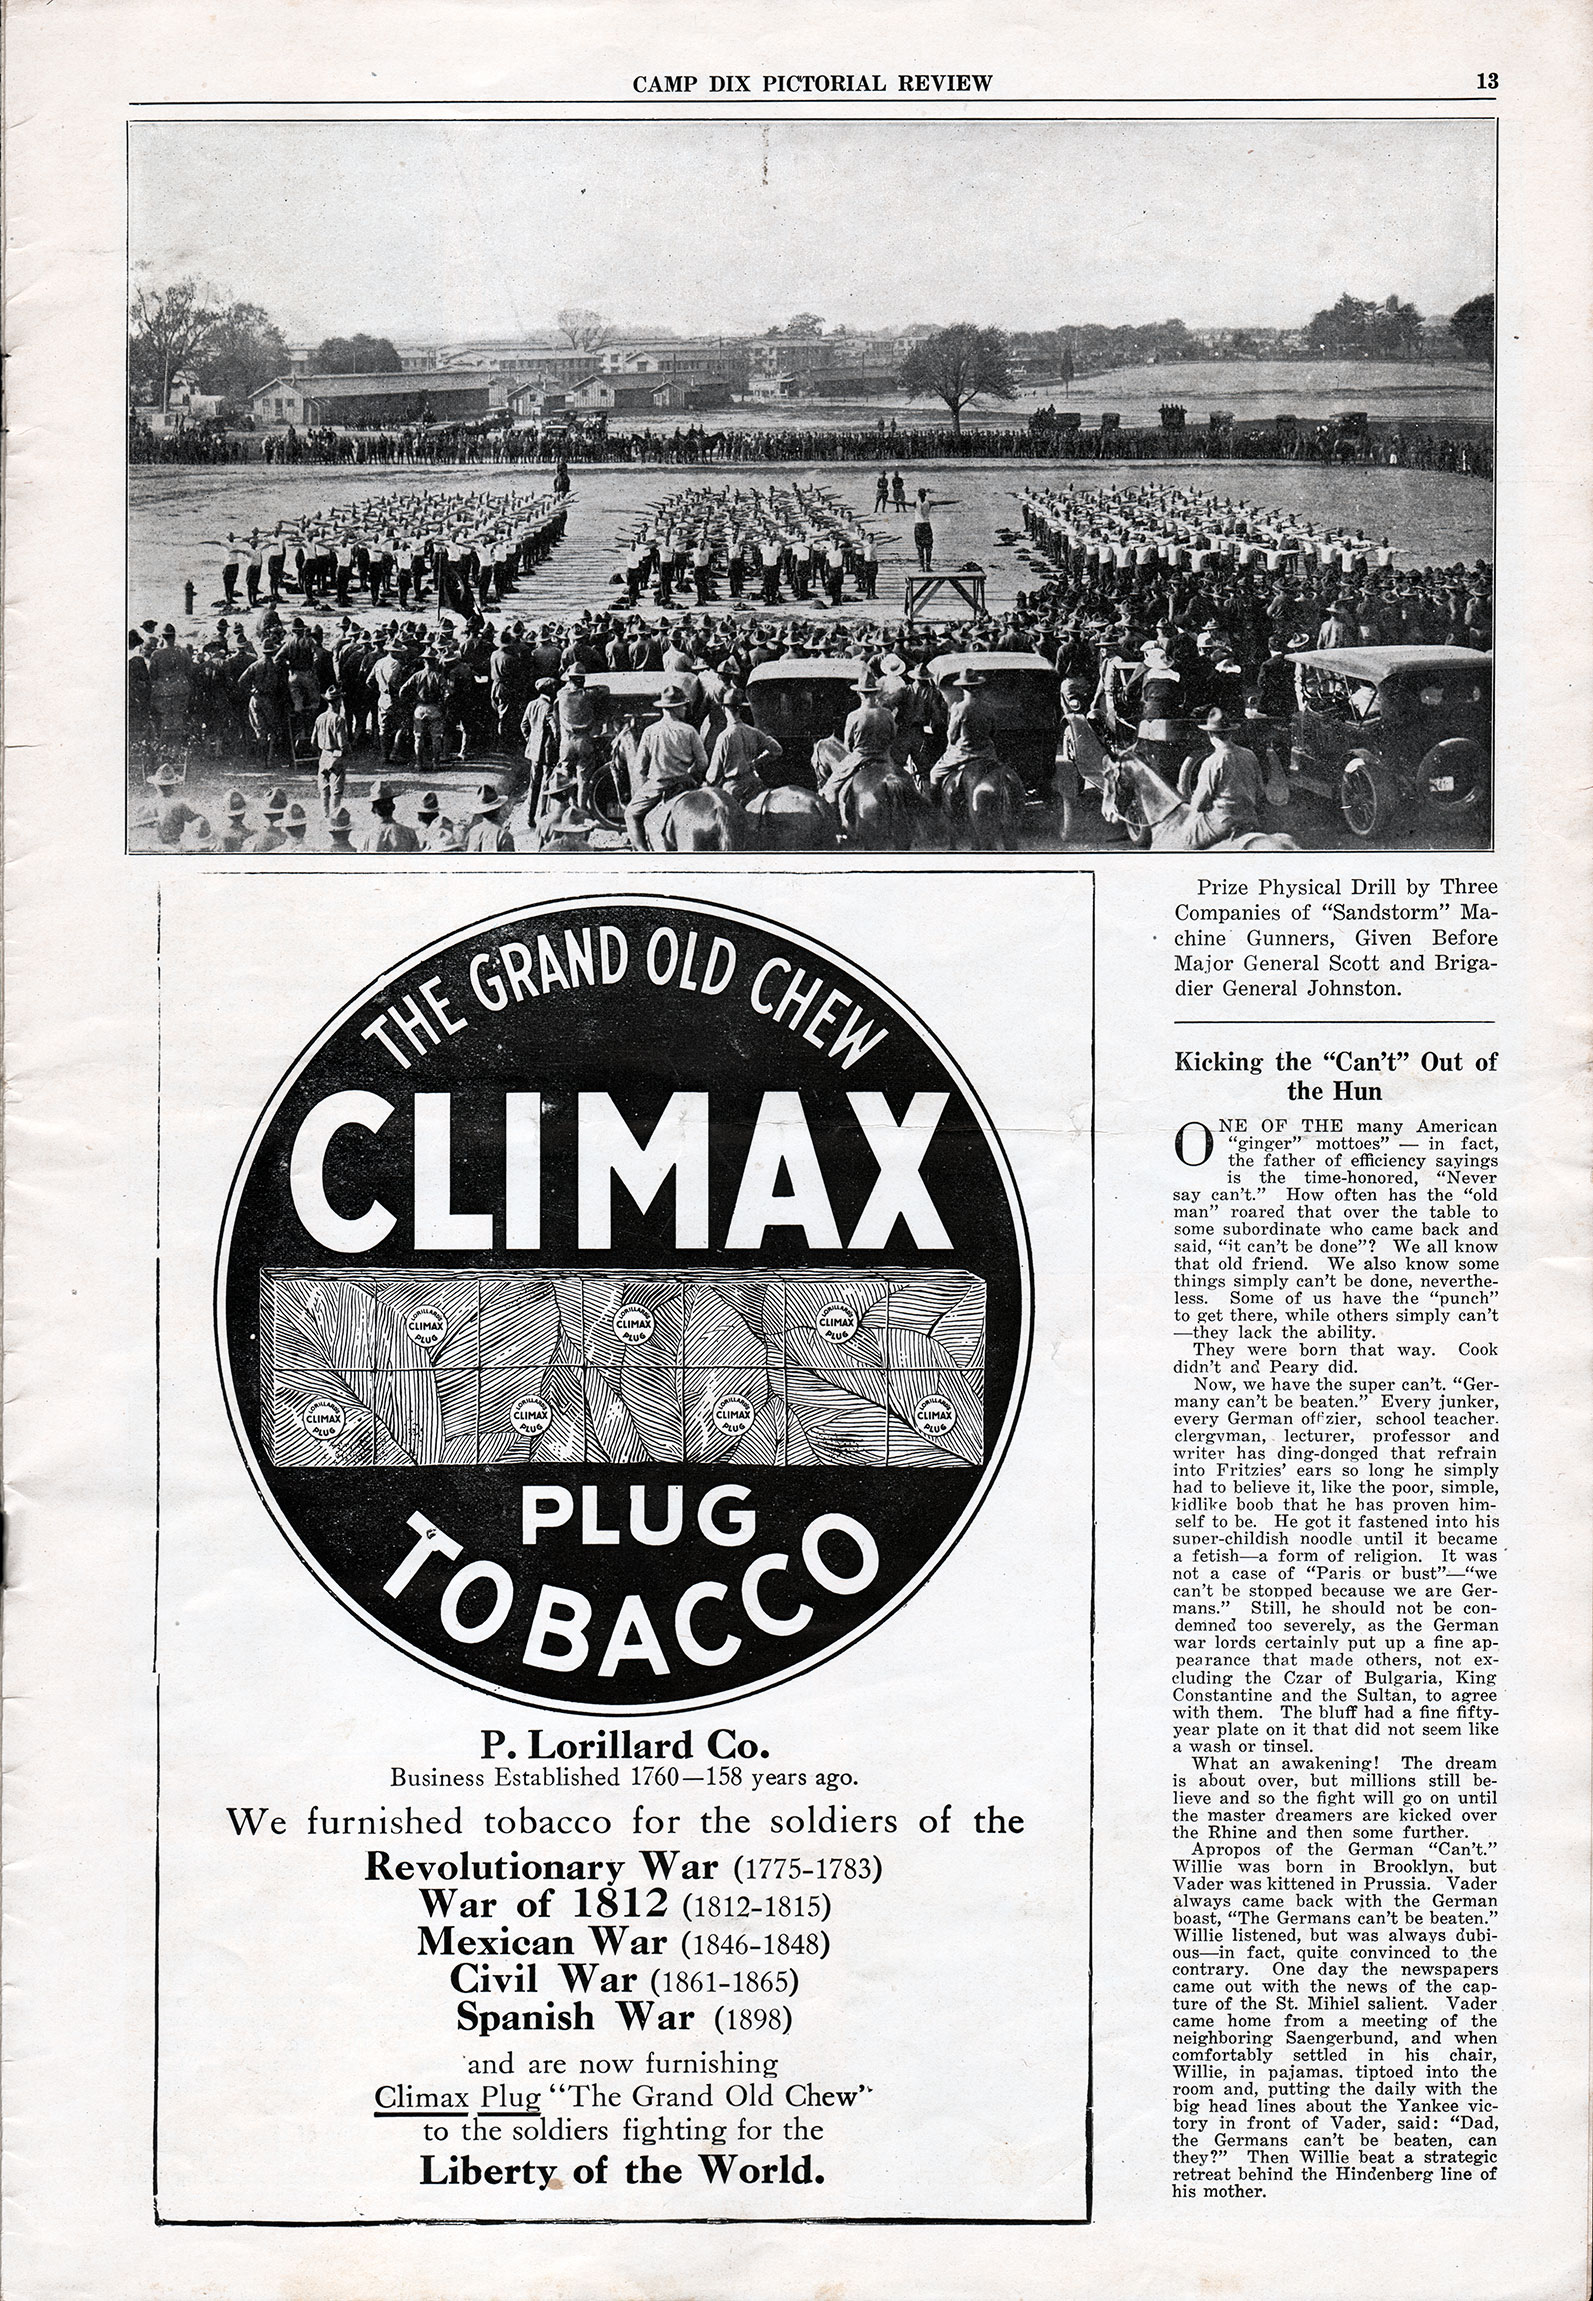 CAMP DIX PICTORIAL REVIEW
13
Prize Physical Drill by Three
Companies of “Sandstorm” Ma-
chine Gunners, Given Before
Major General Scott and Briga-
dier General Johnston.
THE GRAND OLD CHEW
CLIMAX
LORILLARD'S CLIMAX PLUG
LORILLARD'S CLIMAX PLUG
LORILLARD'S CLIMAX PLUG
LORILLARD'S CLIMAX PLUG
LORILLARD'S CLIMAX PLUG
LORILLARD'S CLIMAX PLUG
LORILLARD'S CLIMAX PLUG
PLUG
TOBACCO
P. Lorillard Co.
Business Established 1760—158 years ago.
We furnished tobacco for the soldiers of the
Revolutionary War (1775-1783)
War of 1812 (1812-1815)
Mexican War (1846-1848)
Civil War (1861-1865)
Spanish War (1898)
and are now furnishing
Climax Plug “The Grand Old Chew”
to the soldiers fighting for the
Liberty of the World.
Kicking the “Can’t” Out of
the Hun
ONE OF THE many American
“ginger” mottoes” — in fact,
the father of efficiency sayings
is the time-honored, “Never
say can’t.” How often has the “old
man” roared that over the table to
some subordinate who came back and
said, “it can’t be done”? We all know
that old friend. We also know some
things simply can’t be done, neverthe-
less. Some of us have the “punch”
to get there, while others simply can’t
—they lack the ability.
They were born that way. Cook
didn’t and Peary did.
Now, we have the super can’t. “Ger-
many can’t be beaten.” Every junker,
every German offzier, school teacher.
clergyman, lecturer, professor and
writer has ding-donged that refrain
into Fritzies’ ears so long he simply
had to believe it, like the poor, simple,
kidlike boob that he has proven him-
self to be. He got it fastened into his
super-childish noodle until it became
a fetish—a form of religion. It was
not a case of “Paris or bust”—“we
can’t be stopped because we are Ger-
mans.” Still, he should not be con-
demned too severely, as the German
war lords certainly put up a fine ap-
pearance that made others, not ex-
cluding the Czar of Bulgaria, King
Constantine and the Sultan, to agree
with them. The bluff had a fine fifty-
year plate on it that did not seem like
a wash or tinsel.
What an awakening! The dream
is about over, but millions still be-
lieve and so the fight will go on until
the master dreamers are kicked over
the Rhine and then some further.
Apropos of the German “Can’t.”
Willie was born in Brooklyn, but
Vader was kittened in Prussia. Vader
always came back with the German
boast, “The Germans can’t be beaten.”
Willie listened, but was always dubi-
ous—in fact, quite convinced to the
contrary. One day the newspapers
came out with the news of the cap-
ture of the St. Mihiel salient. Vader
came home from a meeting of the
neighboring Saengerbund, and when
comfortably settled in his chair,
Willie, in pajamas. tiptoed into the
room and, putting the daily with the
big head lines about the Yankee vic-
tory in front of Vader, said: “Dad,
the Germans can’t be beaten, can
they?” Then Willie beat a strategic
retreat behind the Hindenberg line of
his mother.